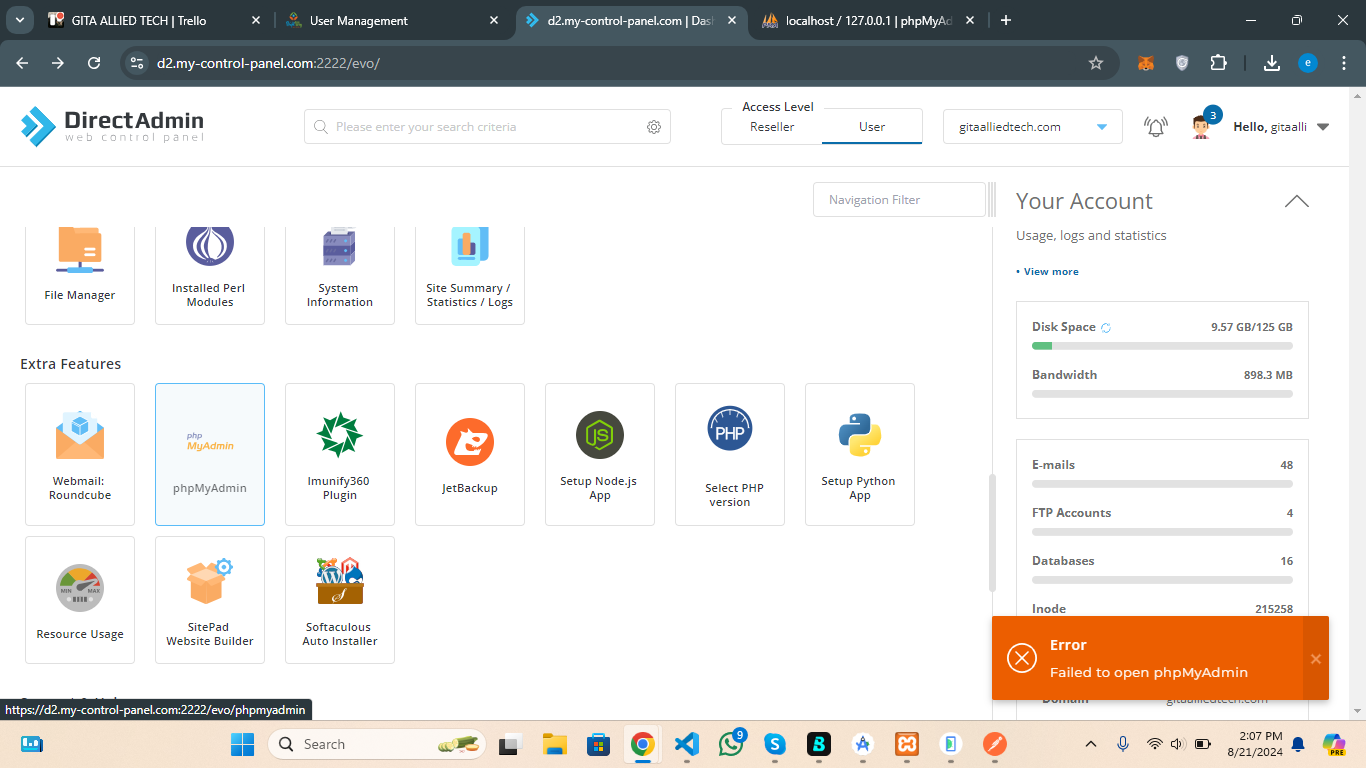 GITA ALLIED TECH | Trello
User Management
d2.my-control-panel.com | Das
localhost / 127.0.0.1 | phpMyAd
d2.my-control-panel.com:2222/evo/
e
DirectAdmin
web control panel
Please enter your search criteria
Access Level
Reseller
User
gitaalliedtech.com
3
Hello, gitaalli
Navigation Filter
Your Account
Usage, logs and statistics
• View more
File Manager
Installed Perl
Modules
System
Information
Site Summary /
Statistics / Logs
Disk Space
9.57 GB/125 GB
Bandwidth
898.3 MB
Extra Features
Webmail:
Roundcube
php
MyAdmin
phpMyAdmin
Imunify360
Plugin
JetBackup
Setup Node.js
App
PHP
Select PHP
version
Setup Python
App
E-mails
48
FTP Accounts
4
Databases
16
Inode
215258
MIN
MAX
Resource Usage
SitePad
Website Builder
Softaculous
Auto Installer
Error
Failed to open phpMyAdmin
Domain
gitaalliedtech.com
https://d2.my-control-panel.com:2222/evo/phpmyadmin
Search
9
2:07 PM
8/21/2024
PRE